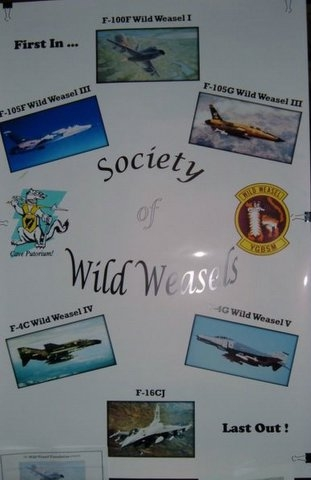 F-100F Wild Weasel I
First In ...
F-105F Wild Weasel III
F-105G Wild Weasel III
Society
of
Wild Weasels
Cave Putorium!
WILD WEASEL
YGBSM
F-4C Wild Weasel IV
4G Wild Weasel V
F-16CJ
Last Out !